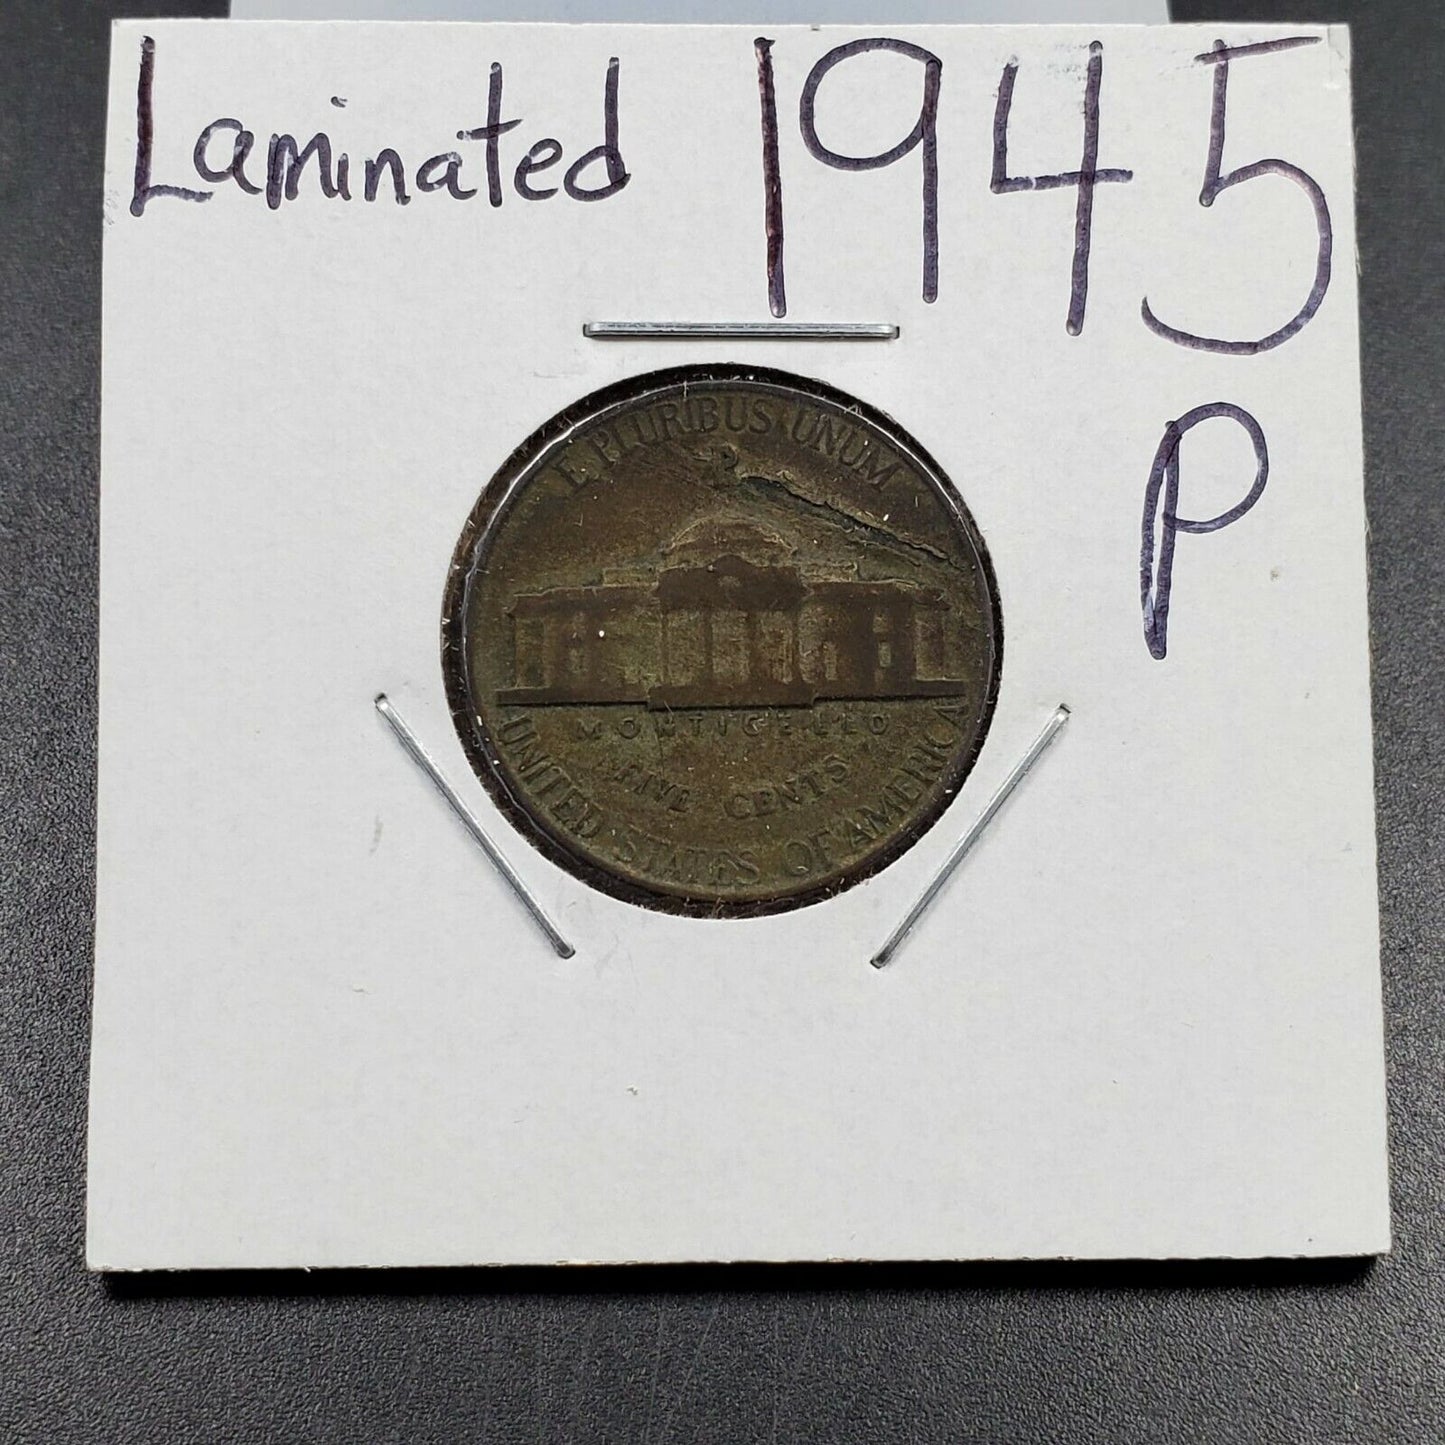 Laminated 1945
P
E PLURIBUS UNUM
P
MONTICELLO
FIVE CENTS
UNITED STATES OF AMERICA